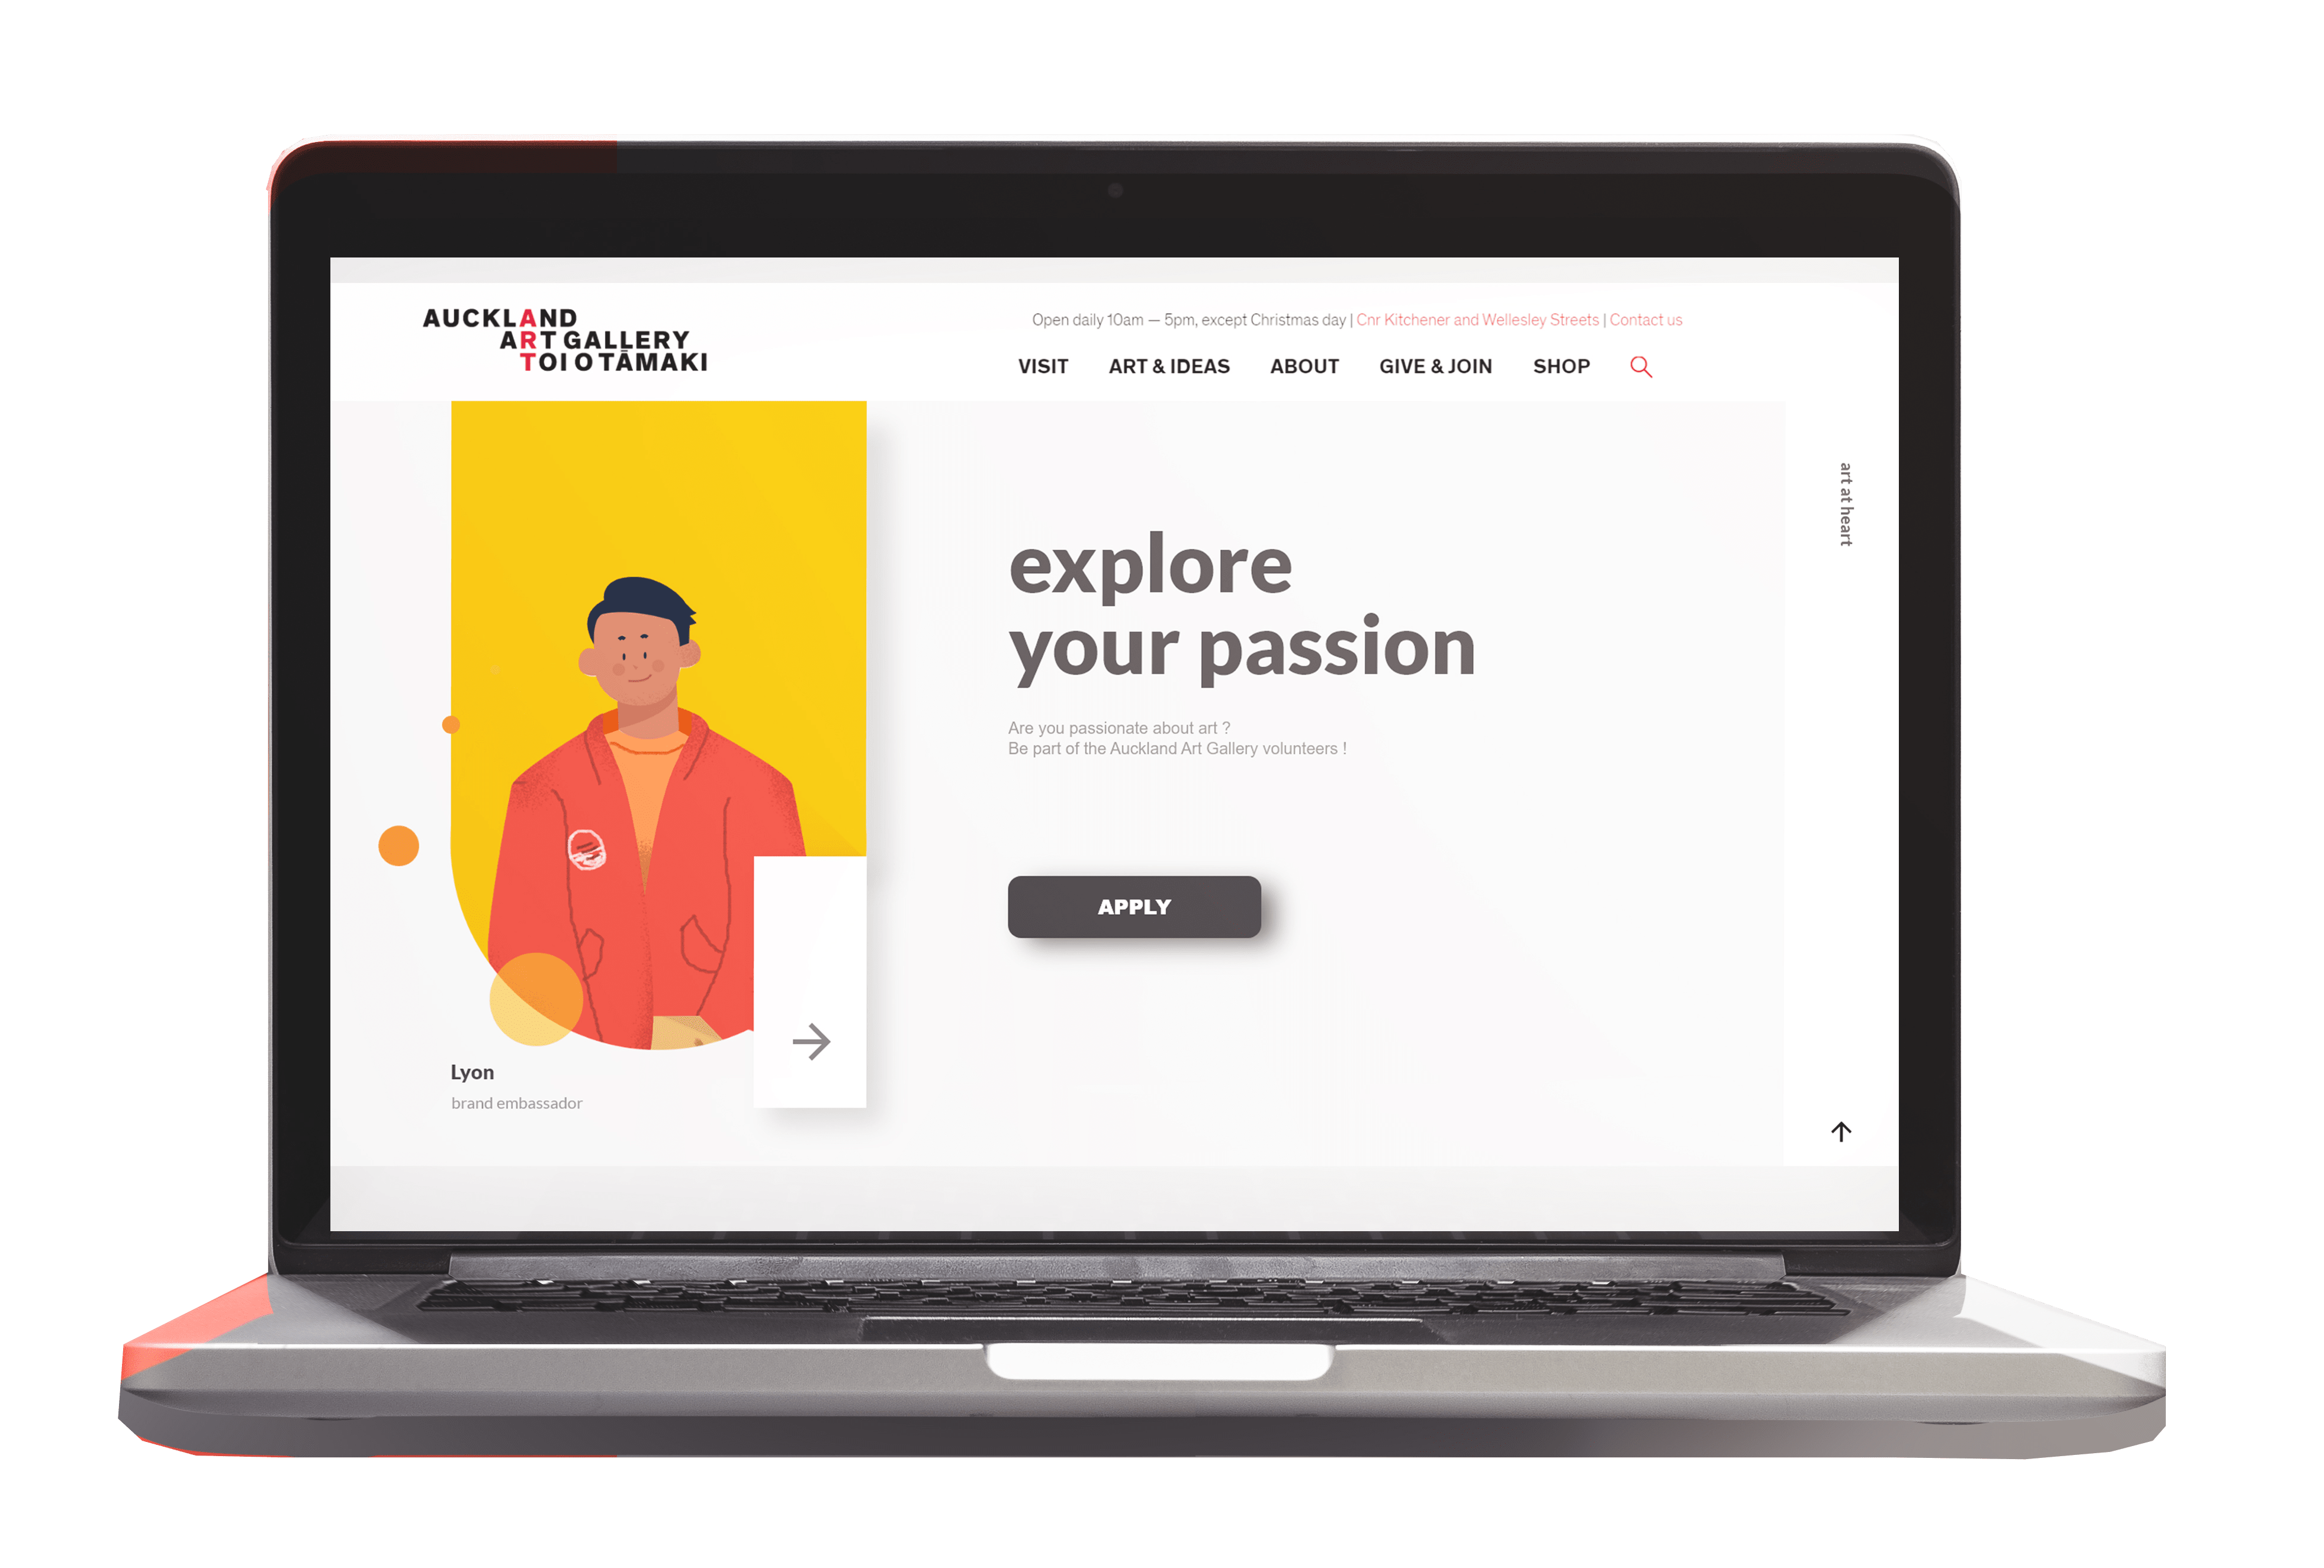 AUCKLAND
ART GALLERY
TOI O TĀMAKI
Open daily 10am — 5pm, except Christmas day | Cnr Kitchener and Wellesley Streets | Contact us
VISIT ART & IDEAS ABOUT GIVE & JOIN SHOP
art at heart
explore
your passion
Are you passionate about art ?
Be part of the Auckland Art Gallery volunteers !
APPLY
Lyon
brand embassador